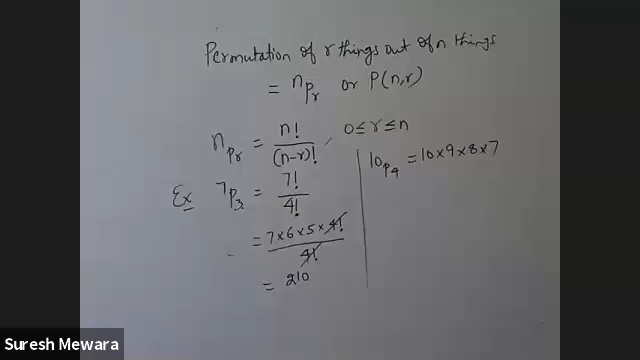 Permutation of r things out of n things
= nPr or P(n,r)
nPr = n!/(n-r)! , 0≤r≤n
Ex 7P3 = 7!/4!
= 7×6×5×4!/4!
= 210
10P4 = 10×9×8×7
Suresh Mewara